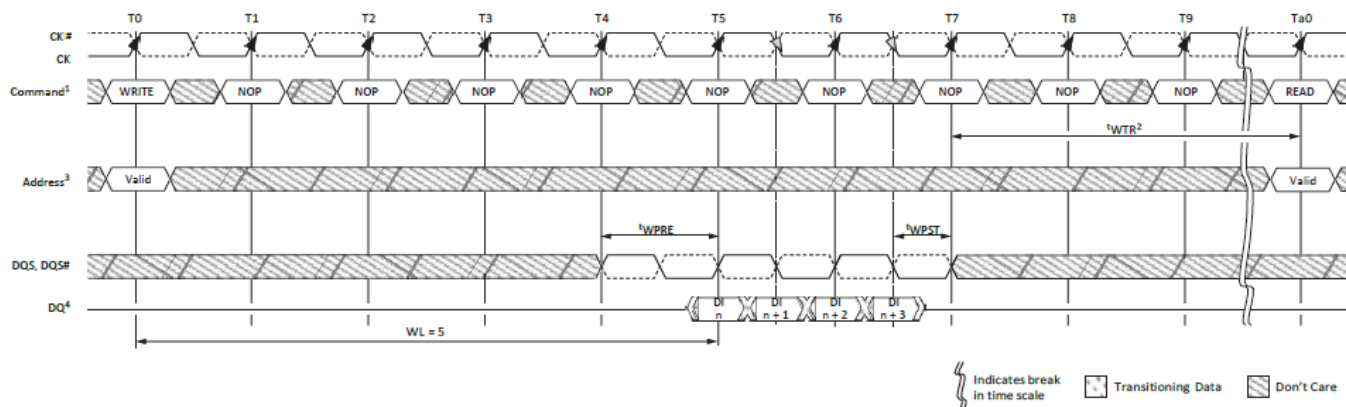 T0 T1 T2 T3 T4 T5 T6 T7 T8 T9 Ta0
CK#
CK
Command¹ WRITE NOP NOP NOP NOP NOP NOP NOP NOP NOP READ
tWTR²
Address³ Valid Valid
tWPRE tWPST
DQS, DQS#
DQ⁴ DI n DI n + 1 DI n + 2 DI n + 3
WL = 5
Indicates break in time scale
Transitioning Data
Don't Care